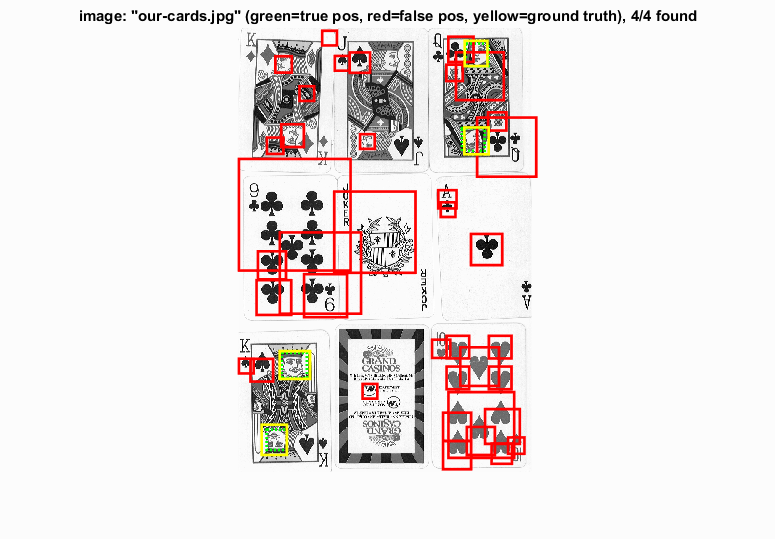 image: "our-cards.jpg" (green=true pos, red=false pos, yellow=ground truth), 4/4 found
K
J
Q
K
J
Q
9
JOKER
A
9
JOKER
A
K
10
GRAND
CASINOS
GRAND
CASINOS
K